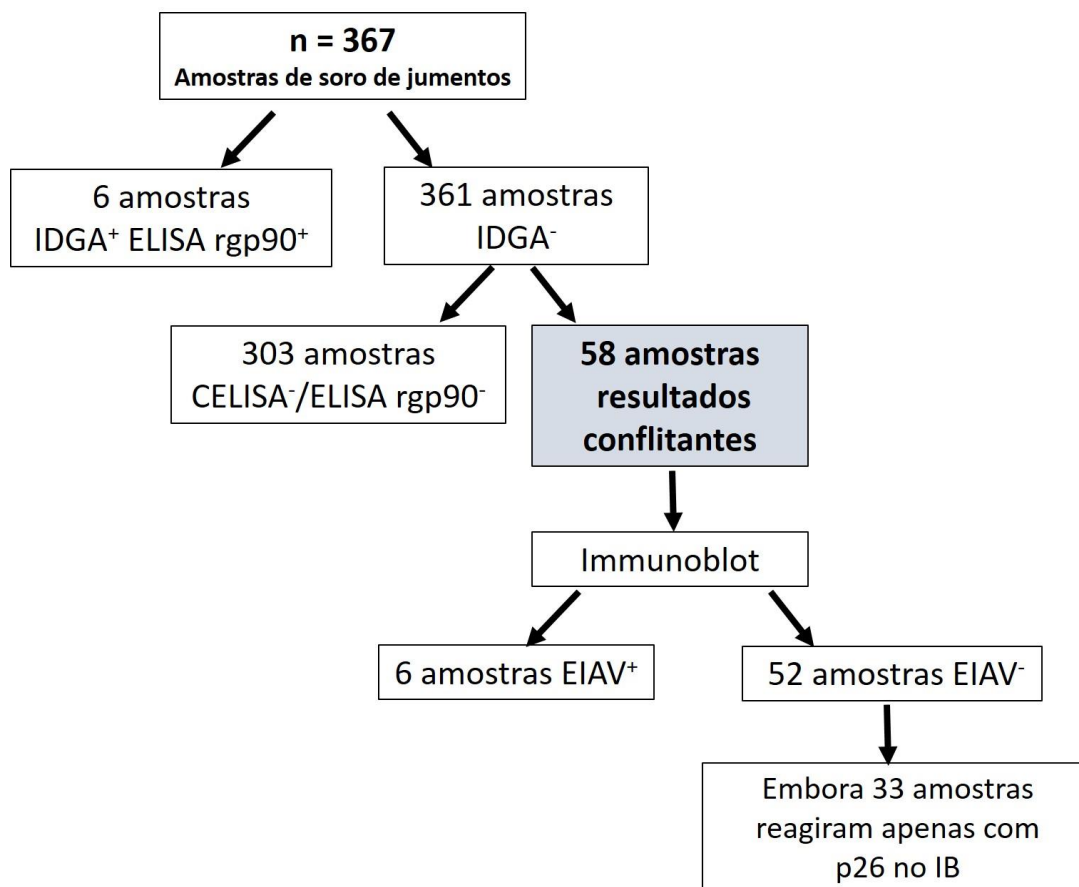 n = 367
Amostras de soro de jumentos
6 amostras
IDGA⁺ ELISA rgp90⁺
361 amostras
IDGA⁻
303 amostras
CELISA⁻/ELISA rgp90⁻
58 amostras
resultados
conflitantes
Immunoblot
6 amostras EIAV⁺
52 amostras EIAV⁻
Embora 33 amostras
reagiram apenas com
p26 no IB